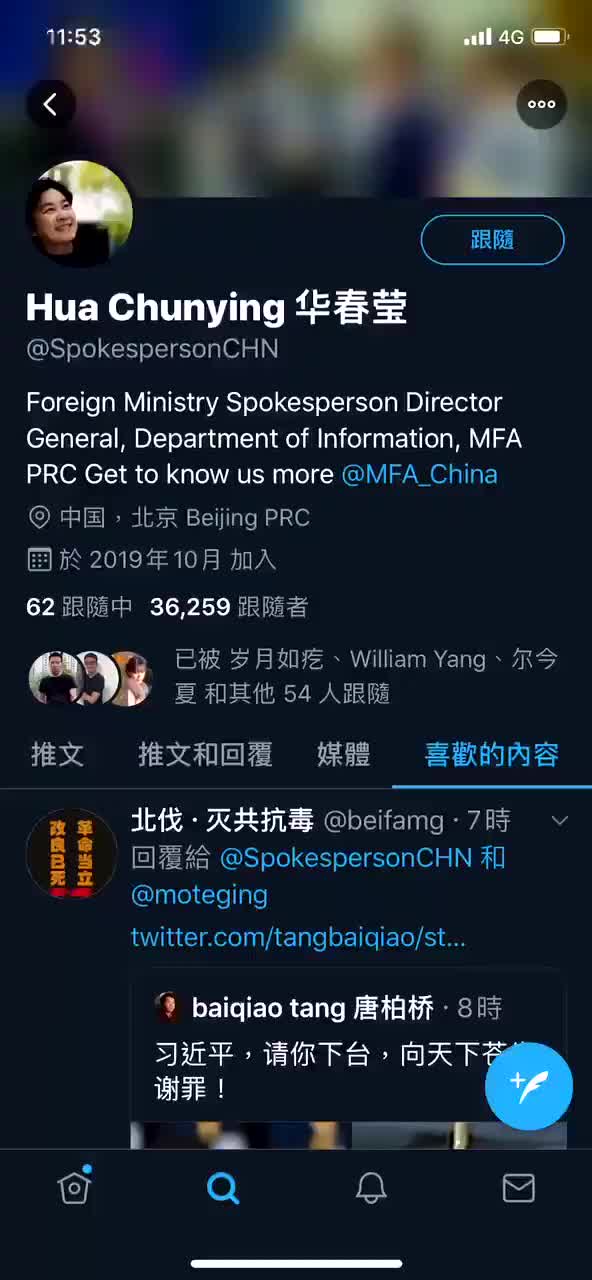 11:53
4G
跟隨
Hua Chunying 华春莹
@SpokespersonCHN
Foreign Ministry Spokesperson Director
General, Department of Information, MFA
PRC Get to know us more @MFA_China
中国，北京 Beijing PRC
於 2019年10月 加入
62 跟隨中 36,259 跟隨者
已被 岁月如疙、William Yang、尔今
夏 和其他 54 人跟隨
推文 推文和回覆 媒體 喜歡的內容
北伐·灭共抗毒 @beifamg · 7時
回覆給 @SpokespersonCHN 和
@moteging
twitter.com/tangbaiqiao/st...
改良已死
革命当立
baiqiao tang 唐柏桥 · 8時
习近平，请你下台，向天下苍
谢罪！